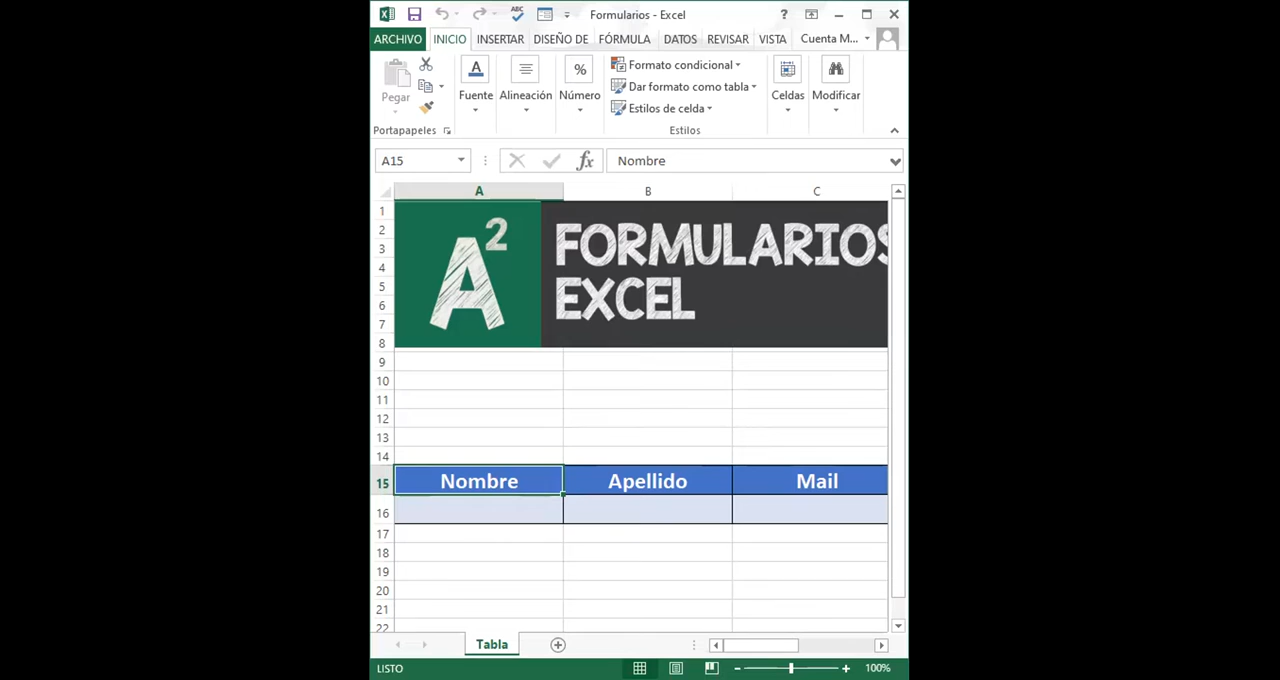 ABC Formularios - Excel ?
ARCHIVO INICIO INSERTAR DISEÑO DE FÓRMULA DATOS REVISAR VISTA Cuenta M...
Pegar Fuente Alineación Número Formato condicional Dar formato como tabla Estilos de celda Celdas Modificar
A % 
Portapapeles Estilos
A15 fx Nombre
A B C
1
2
3
4
5
6
7
8
A2 FORMULARIOS
EXCEL
9
10
11
12
13
14
15 Nombre Apellido Mail
16
17
18
19
20
21
22
Tabla
LISTO 100%